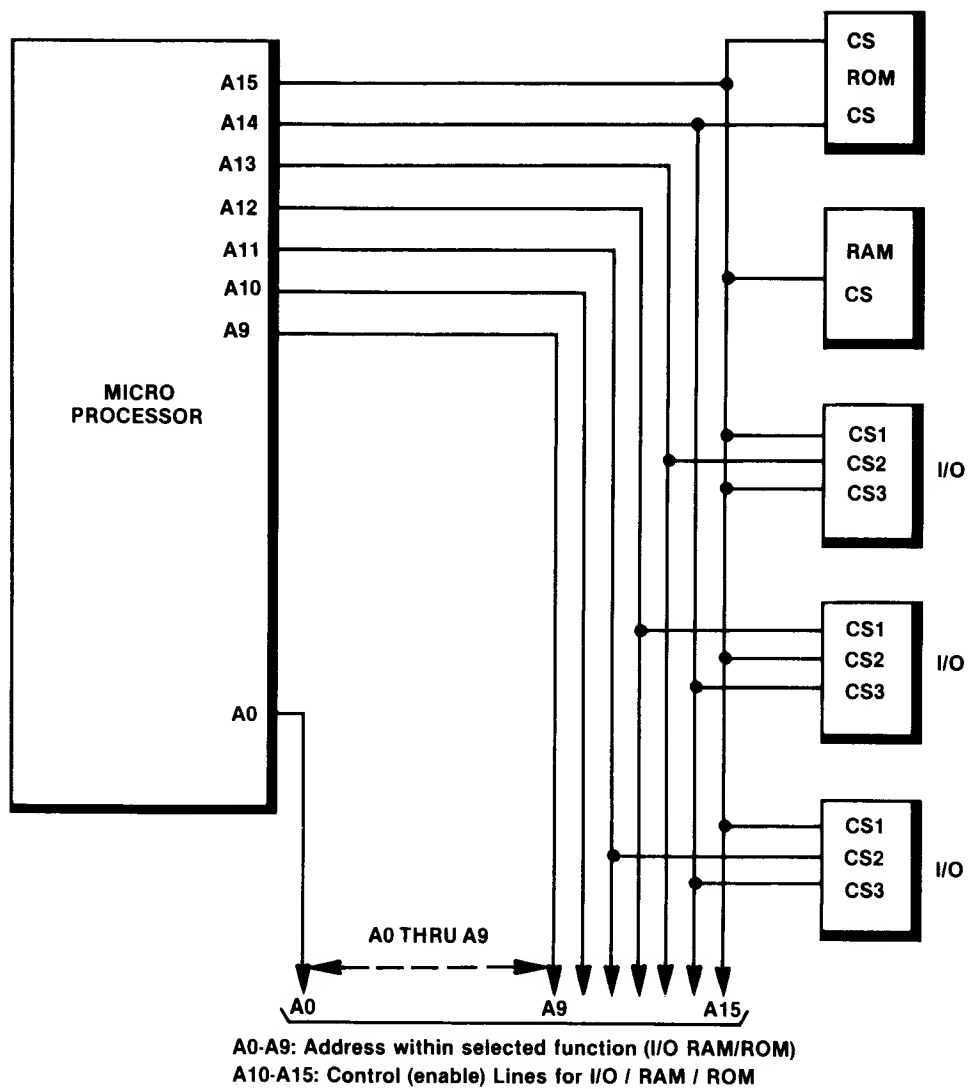 A15
A14
A13
A12
A11
A10
A9
MICRO
PROCESSOR
A0
CS
ROM
CS
RAM
CS
CS1
CS2
CS3
I/O
CS1
CS2
CS3
I/O
CS1
CS2
CS3
I/O
A0 THRU A9
A0 A9 A15
A0-A9: Address within selected function (I/O RAM/ROM)
A10-A15: Control (enable) Lines for I/O / RAM / ROM